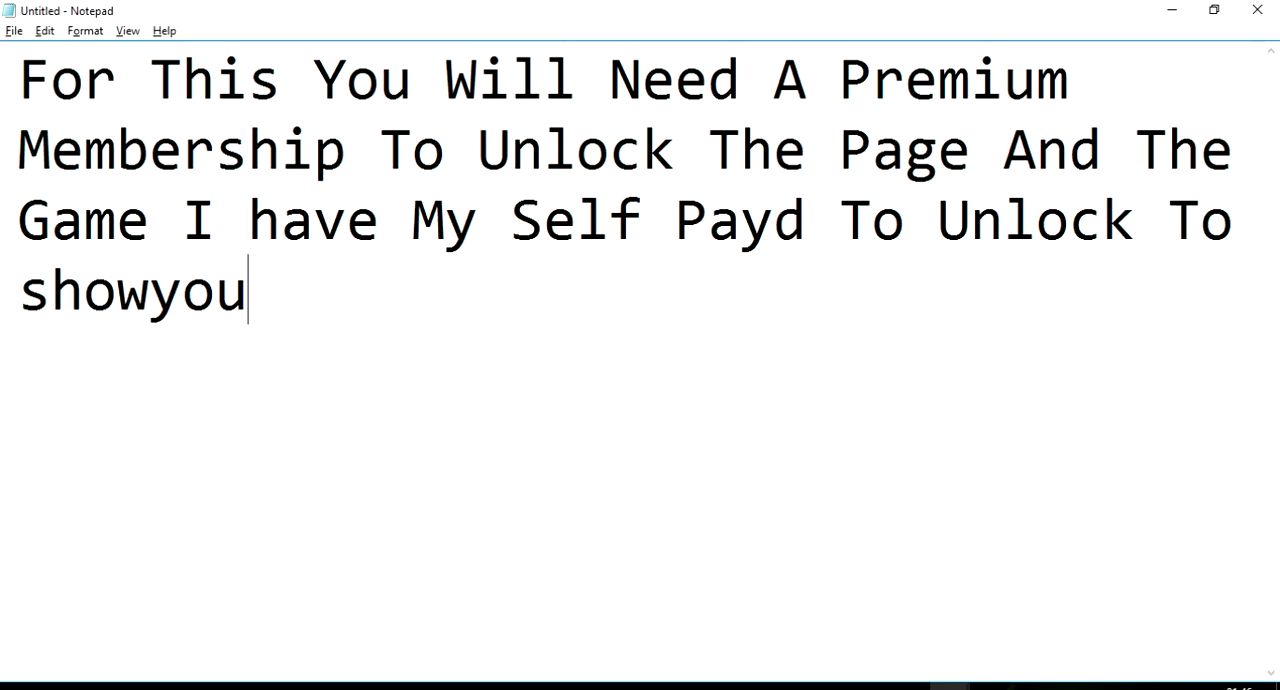 Untitled - Notepad
File Edit Format View Help
For This You Will Need A Premium
Membership To Unlock The Page And The
Game I have My Self Payd To Unlock To
showyou